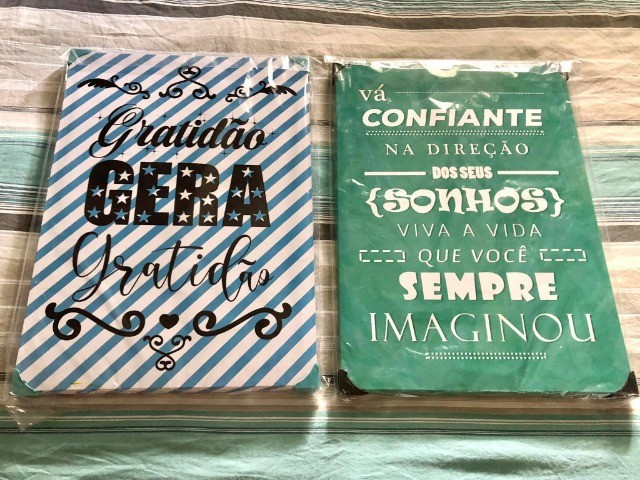 Gratidão
GERA
Gratidão
vá
CONFIANTE
NA DIREÇÃO
DOS SEUS
{SONHOS}
VIVA A VIDA
QUE VOCÊ
SEMPRE
IMAGINOU